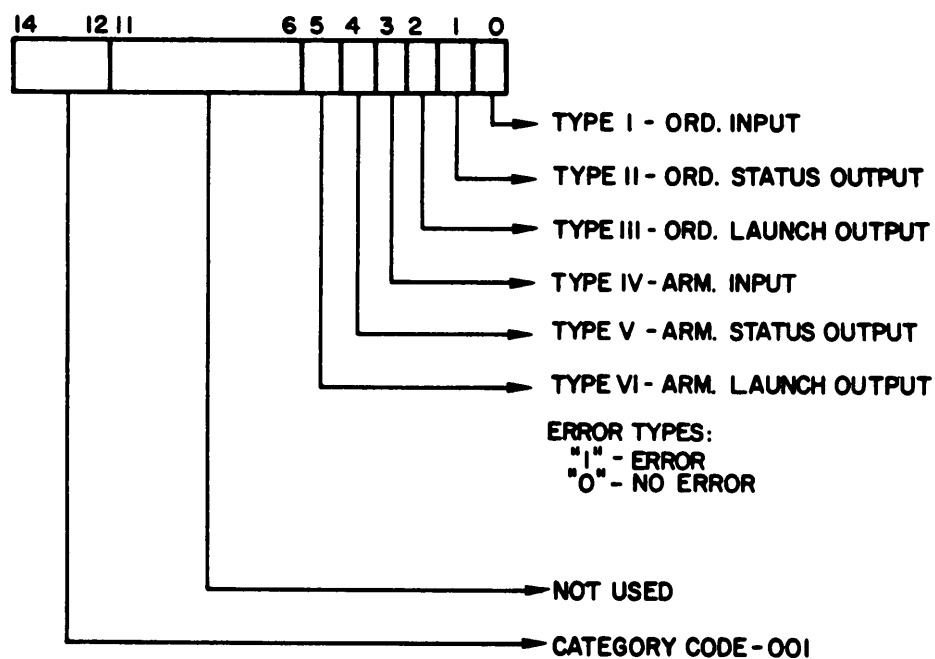 14 12 11 6 5 4 3 2 1 0
TYPE I - ORD. INPUT
TYPE II - ORD. STATUS OUTPUT
TYPE III - ORD. LAUNCH OUTPUT
TYPE IV - ARM. INPUT
TYPE V - ARM. STATUS OUTPUT
TYPE VI - ARM. LAUNCH OUTPUT
ERROR TYPES:
"1" - ERROR
"0" - NO ERROR
NOT USED
CATEGORY CODE - 001